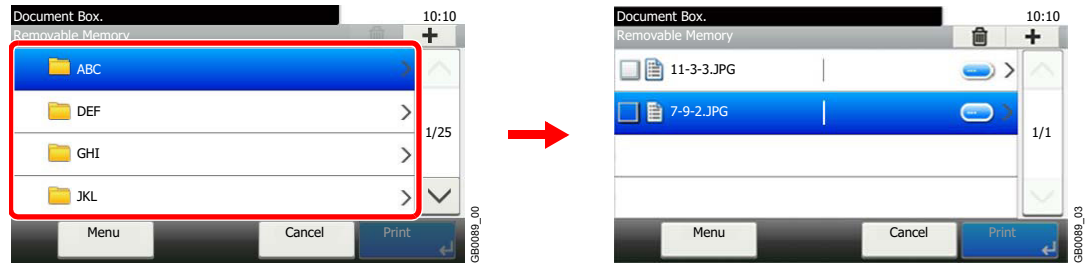 Document Box. 10:10
Removable Memory
+
ABC
DEF
GHI
JKL
1/25
Menu Cancel Print
GB0089_00
Document Box. 10:10
Removable Memory
+
11-3-3.JPG
7-9-2.JPG
1/1
Menu Cancel Print
GB0089_03